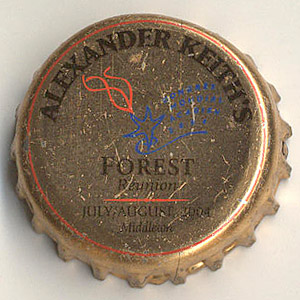 ALEXANDER KEITH'S
FOREST
Reunion
JULY/AUGUST, 2004
Middleton